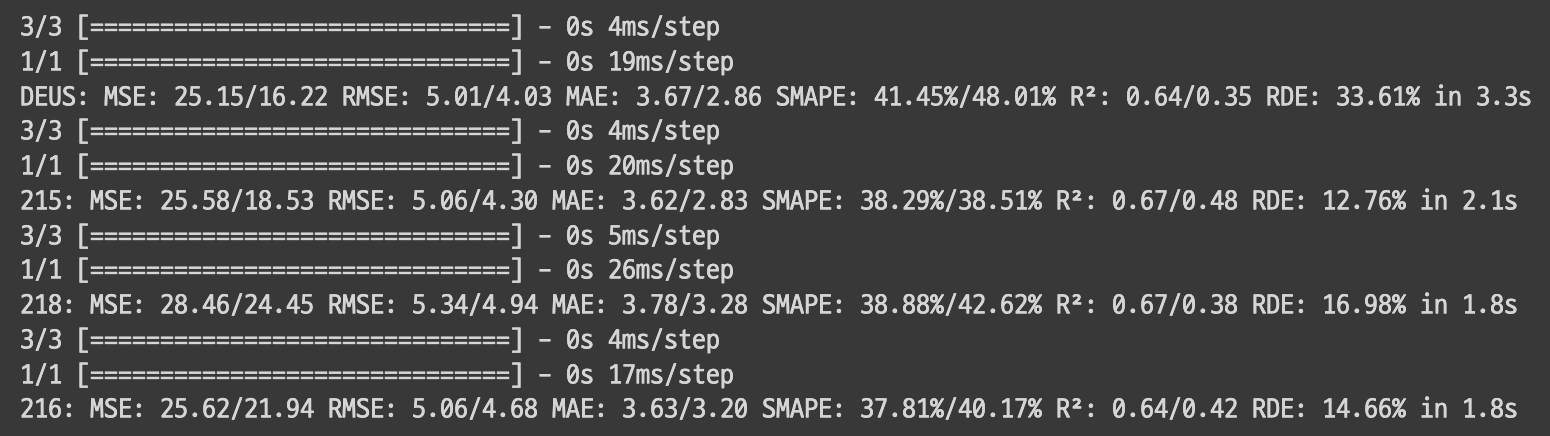 3/3 [==============================] - 0s 4ms/step
1/1 [==============================] - 0s 19ms/step
DEUS: MSE: 25.15/16.22 RMSE: 5.01/4.03 MAE: 3.67/2.86 SMAPE: 41.45%/48.01% R²: 0.64/0.35 RDE: 33.61% in 3.3s
3/3 [==============================] - 0s 4ms/step
1/1 [==============================] - 0s 20ms/step
215: MSE: 25.58/18.53 RMSE: 5.06/4.30 MAE: 3.62/2.83 SMAPE: 38.29%/38.51% R²: 0.67/0.48 RDE: 12.76% in 2.1s
3/3 [==============================] - 0s 5ms/step
1/1 [==============================] - 0s 26ms/step
218: MSE: 28.46/24.45 RMSE: 5.34/4.94 MAE: 3.78/3.28 SMAPE: 38.88%/42.62% R²: 0.67/0.38 RDE: 16.98% in 1.8s
3/3 [==============================] - 0s 4ms/step
1/1 [==============================] - 0s 17ms/step
216: MSE: 25.62/21.94 RMSE: 5.06/4.68 MAE: 3.63/3.20 SMAPE: 37.81%/40.17% R²: 0.64/0.42 RDE: 14.66% in 1.8s